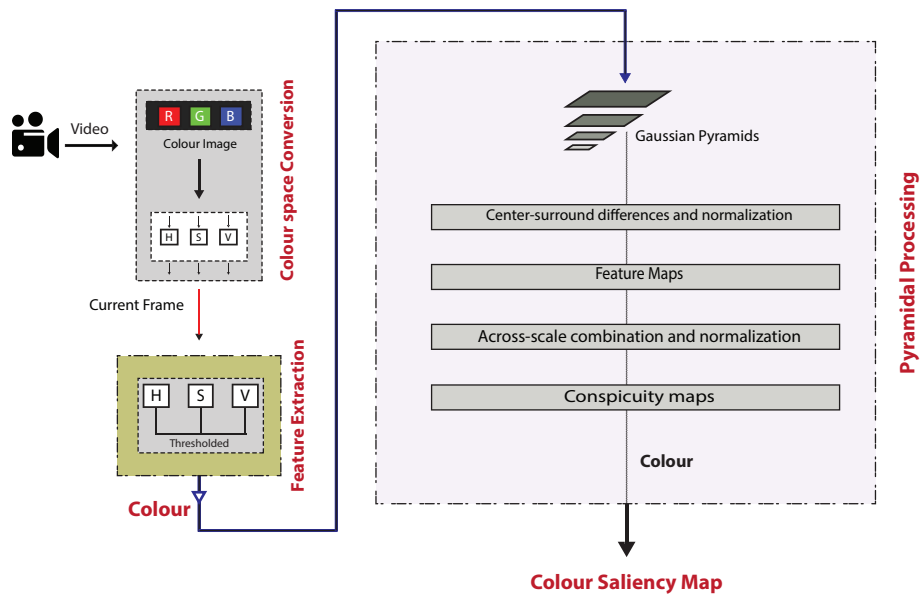 Video
R G B
Colour Image
H S V
Colour space Conversion
Current Frame
H S V
Thresholded
Feature Extraction
Colour
Gaussian Pyramids
Center-surround differences and normalization
Feature Maps
Across-scale combination and normalization
Conspicuity maps
Colour
Pyramidal Processing
Colour Saliency Map